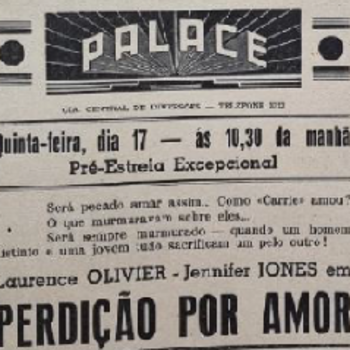 PALACE
CIA. CENTRAL DE DIVERSÕES — TELEFONE
Quinta-feira, dia 17 — ás 10,30 da manhã
Pré-Estreia Excepcional
Será pecado amar assim.. Como «Carrie» amou?
O que murmuravam sobre eles...
Será sempre murmurado — quando um homem
distinto e uma jovem tudo sacrificam um pelo outro!
Laurence OLIVIER - Jennifer JONES em
PERDIÇÃO POR AMOR